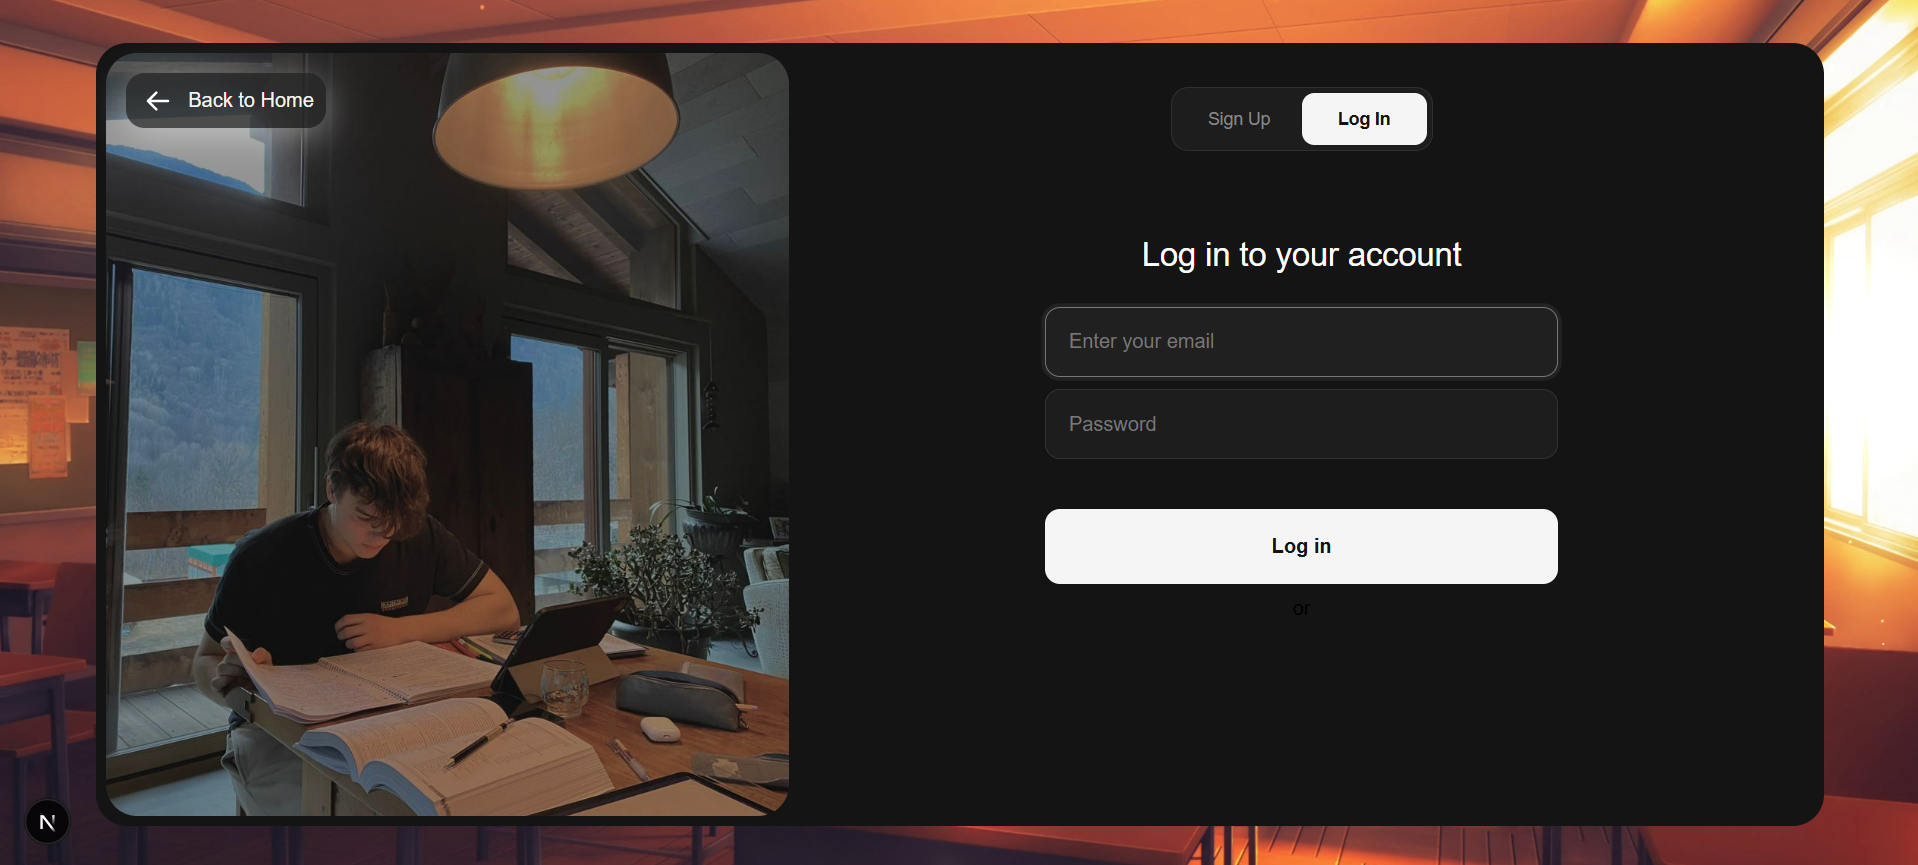 Back to Home
Sign Up
Log In
Log in to your account
Enter your email
Password
Log in
or
N